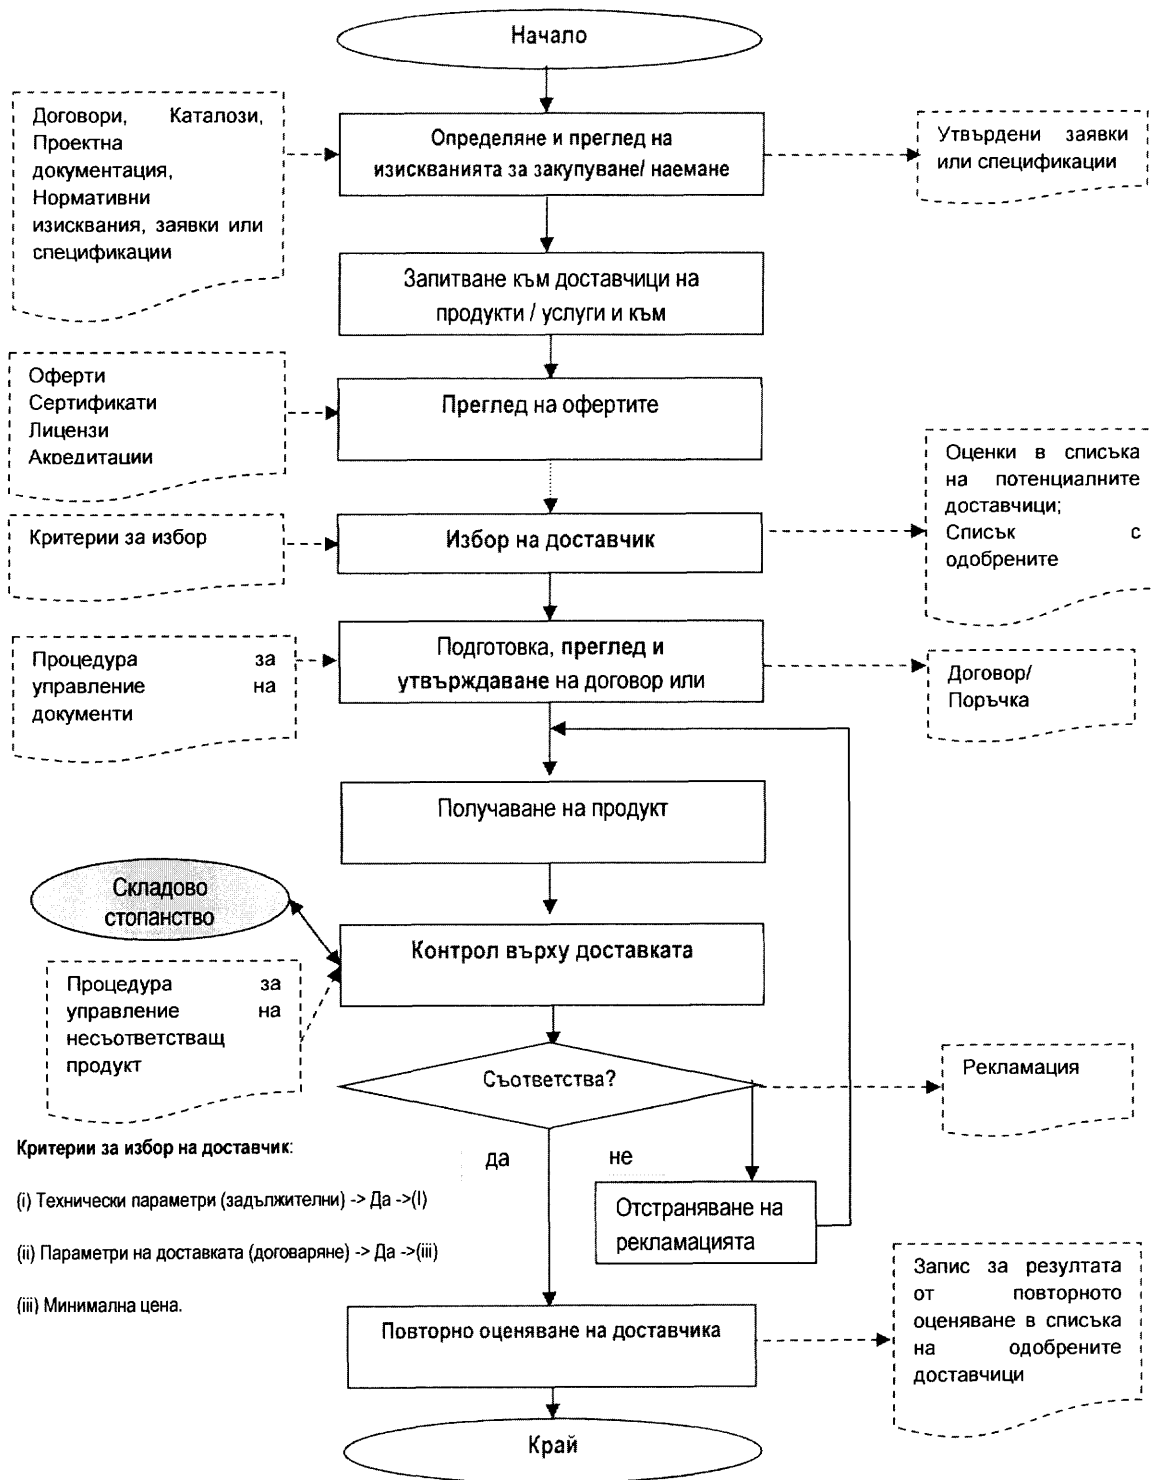 Начало
Договори, Каталози,
Проектна
документация,
Нормативни
изисквания, заявки или
спецификации
Определяне и преглед на
изискванията за закупуване/ наемане
Утвърдени заявки
или спецификации
Запитване към доставчици на
продукти / услуги и към
Оферти
Сертификати
Лицензи
Акредитации
Преглед на офертите
Критерии за избор
Избор на доставчик
Оценки в списъка
на потенциалните
доставчици;
Списък с
одобрените
Процедура за
управление на
документи
Подготовка, преглед и
утвърждаване на договор или
Договор/
Поръчка
Получаване на продукт
Складово
стопанство
Контрол върху доставката
Процедура за
управление на
несъответстващ
продукт
Съответства?
Рекламация
да
не
Критерии за избор на доставчик:
(i) Технически параметри (задължителни) -> Да ->(I)
(ii) Параметри на доставката (договаряне) -> Да ->(iii)
(iii) Минимална цена.
Отстраняване на
рекламацията
Повторно оценяване на доставчика
Запис за резултата
от повторното
оценяване в списъка
на одобрените
доставчици
Край